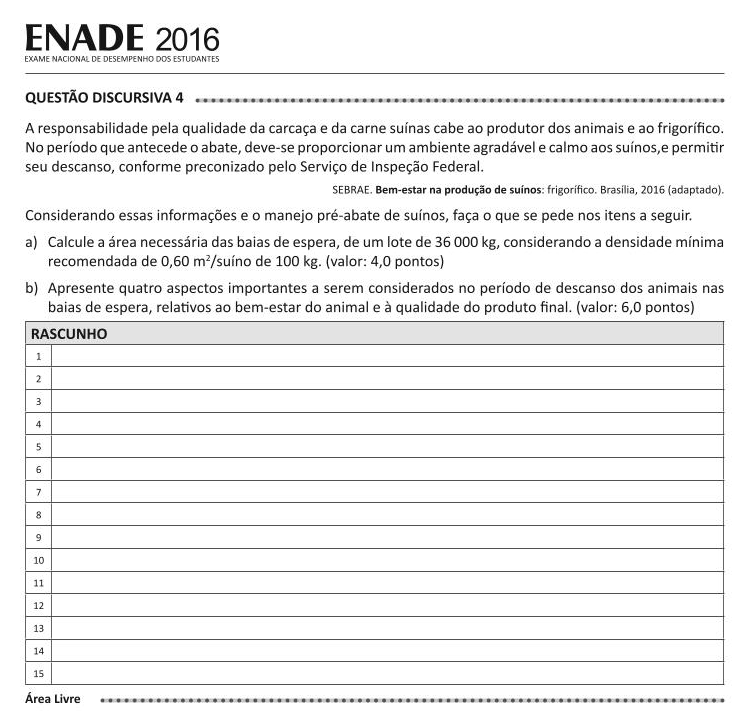 ENADE 2016
EXAME NACIONAL DE DESEMPENHO DOS ESTUDANTES
QUESTÃO DISCURSIVA 4
A responsabilidade pela qualidade da carcaça e da carne suínas cabe ao produtor dos animais e ao frigorífico.
No período que antecede o abate, deve-se proporcionar um ambiente agradável e calmo aos suínos,e permitir
seu descanso, conforme preconizado pelo Serviço de Inspeção Federal.
SEBRAE. Bem-estar na produção de suínos: frigorífico. Brasília, 2016 (adaptado).
Considerando essas informações e o manejo pré-abate de suínos, faça o que se pede nos itens a seguir.
a) Calcule a área necessária das baias de espera, de um lote de 36 000 kg, considerando a densidade mínima
recomendada de 0,60 m²/suíno de 100 kg. (valor: 4,0 pontos)
b) Apresente quatro aspectos importantes a serem considerados no período de descanso dos animais nas
baias de espera, relativos ao bem-estar do animal e à qualidade do produto final. (valor: 6,0 pontos)
RASCUNHO
1
2
3
4
5
6
7
8
9
10
11
12
13
14
15
Área Livre